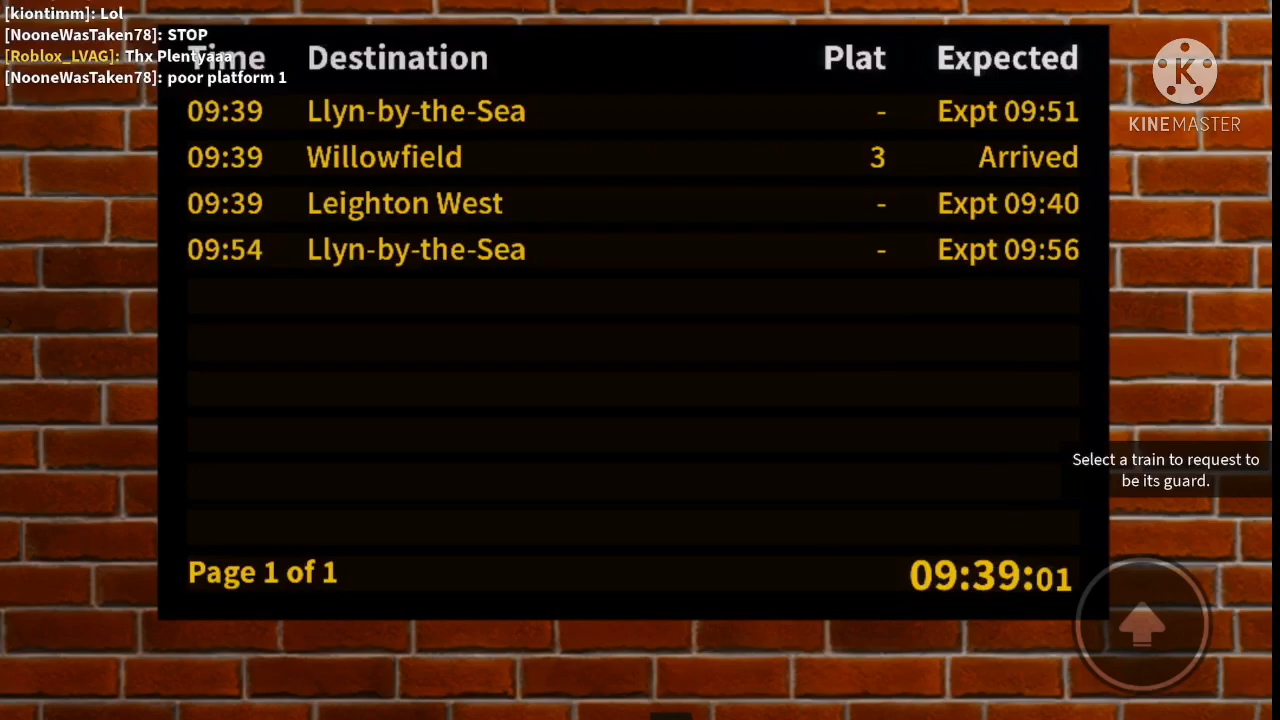 [kiontimm]: Lol
[NooneWasTaken78]: STOP
[Roblox_LVAG]: Thx Plentyaaa
[NooneWasTaken78]: poor platform 1
Time Destination Plat Expected
09:39 Llyn-by-the-Sea - Expt 09:51
09:39 Willowfield 3 Arrived
09:39 Leighton West - Expt 09:40
09:54 Llyn-by-the-Sea - Expt 09:56
Page 1 of 1 09:39:01
K
KINEMASTER
Select a train to request to
be its guard.